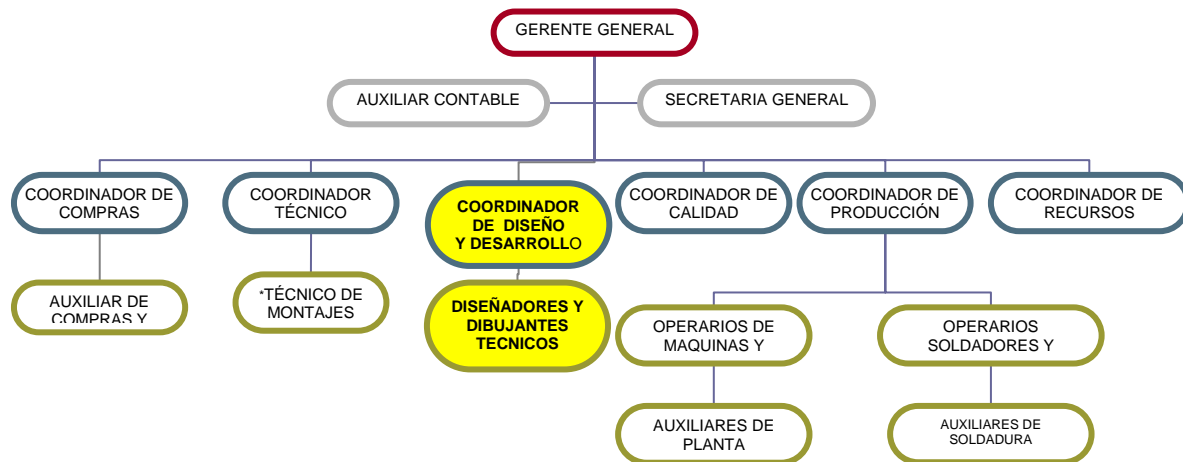 GERENTE GENERAL
AUXILIAR CONTABLE
SECRETARIA GENERAL
COORDINADOR DE
COMPRAS
COORDINADOR
TÉCNICO
COORDINADOR
DE DISEÑO
Y DESARROLLO
COORDINADOR DE
CALIDAD
COORDINADOR DE
PRODUCCIÓN
COORDINADOR DE
RECURSOS
AUXILIAR DE
COMPRAS Y
*TÉCNICO DE
MONTAJES
DISEÑADORES Y
DIBUJANTES
TECNICOS
OPERARIOS DE
MAQUINAS Y
OPERARIOS
SOLDADORES Y
AUXILIARES DE
PLANTA
AUXILIARES DE
SOLDADURA